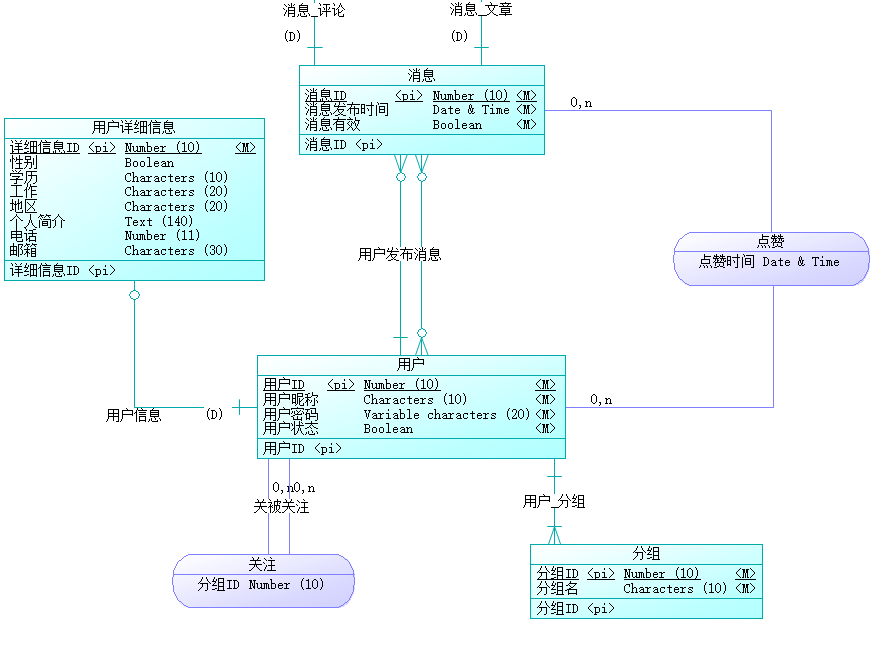 消息_评论
消息_文章
(D)
(D)
消息
消息ID <pi> Number (10) <M>
消息发布时间 Date & Time <M>
消息有效 Boolean <M>
消息ID <pi>
0,n
用户详细信息
详细信息ID <pi> Number (10) <M>
性别 Boolean
学历 Characters (10)
工作 Characters (20)
地区 Characters (20)
个人简介 Text (140)
电话 Number (11)
邮箱 Characters (30)
详细信息ID <pi>
用户发布消息
点赞
点赞时间 Date & Time
用户
用户ID <pi> Number (10) <M>
用户昵称 Characters (10) <M>
用户密码 Variable characters (20) <M>
用户状态 Boolean <M>
用户ID <pi>
0,n
用户信息
(D)
0,n0,n
关被关注
用户_分组
关注
分组ID Number (10)
分组
分组ID <pi> Number (10) <M>
分组名 Characters (10) <M>
分组ID <pi>